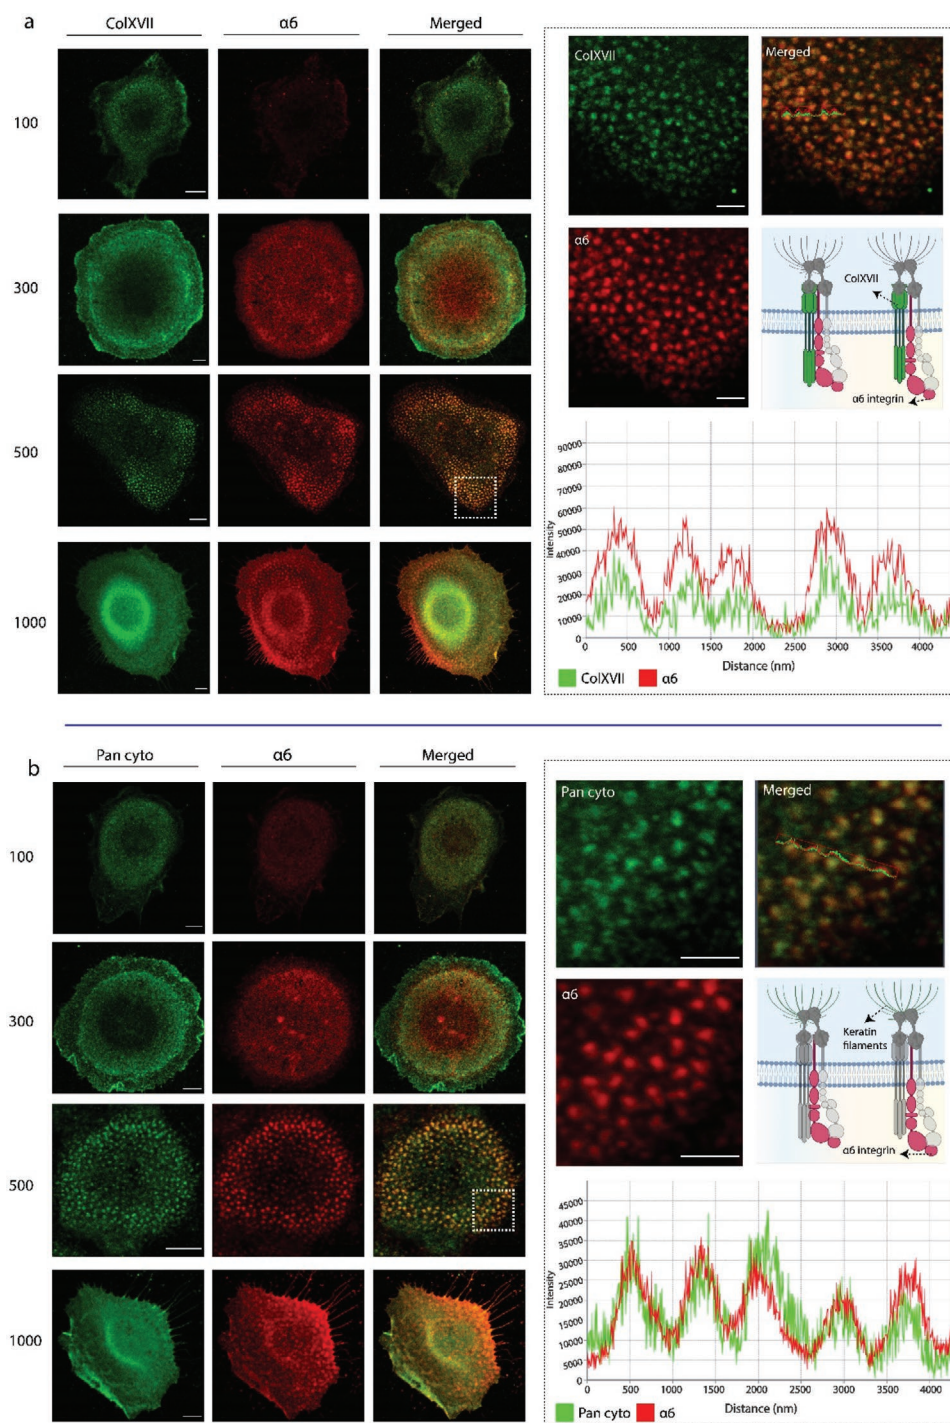 a
ColXVII α6 Merged
100
300
500
1000
ColXVII
Merged
α6
ColXVII
α6 integrin
90000
80000
70000
60000
50000
40000
30000
20000
10000
0
Intensity
0 500 1000 1500 2000 2500 3000 3500 4000
Distance (nm)
ColXVII α6
b
Pan cyto α6 Merged
100
300
500
1000
Pan cyto
Merged
α6
Keratin
filaments
α6 integrin
45000
40000
35000
30000
25000
20000
15000
10000
5000
0
Intensity
0 500 1000 1500 2000 2500 3000 3500 4000
Distance (nm)
Pan cyto α6